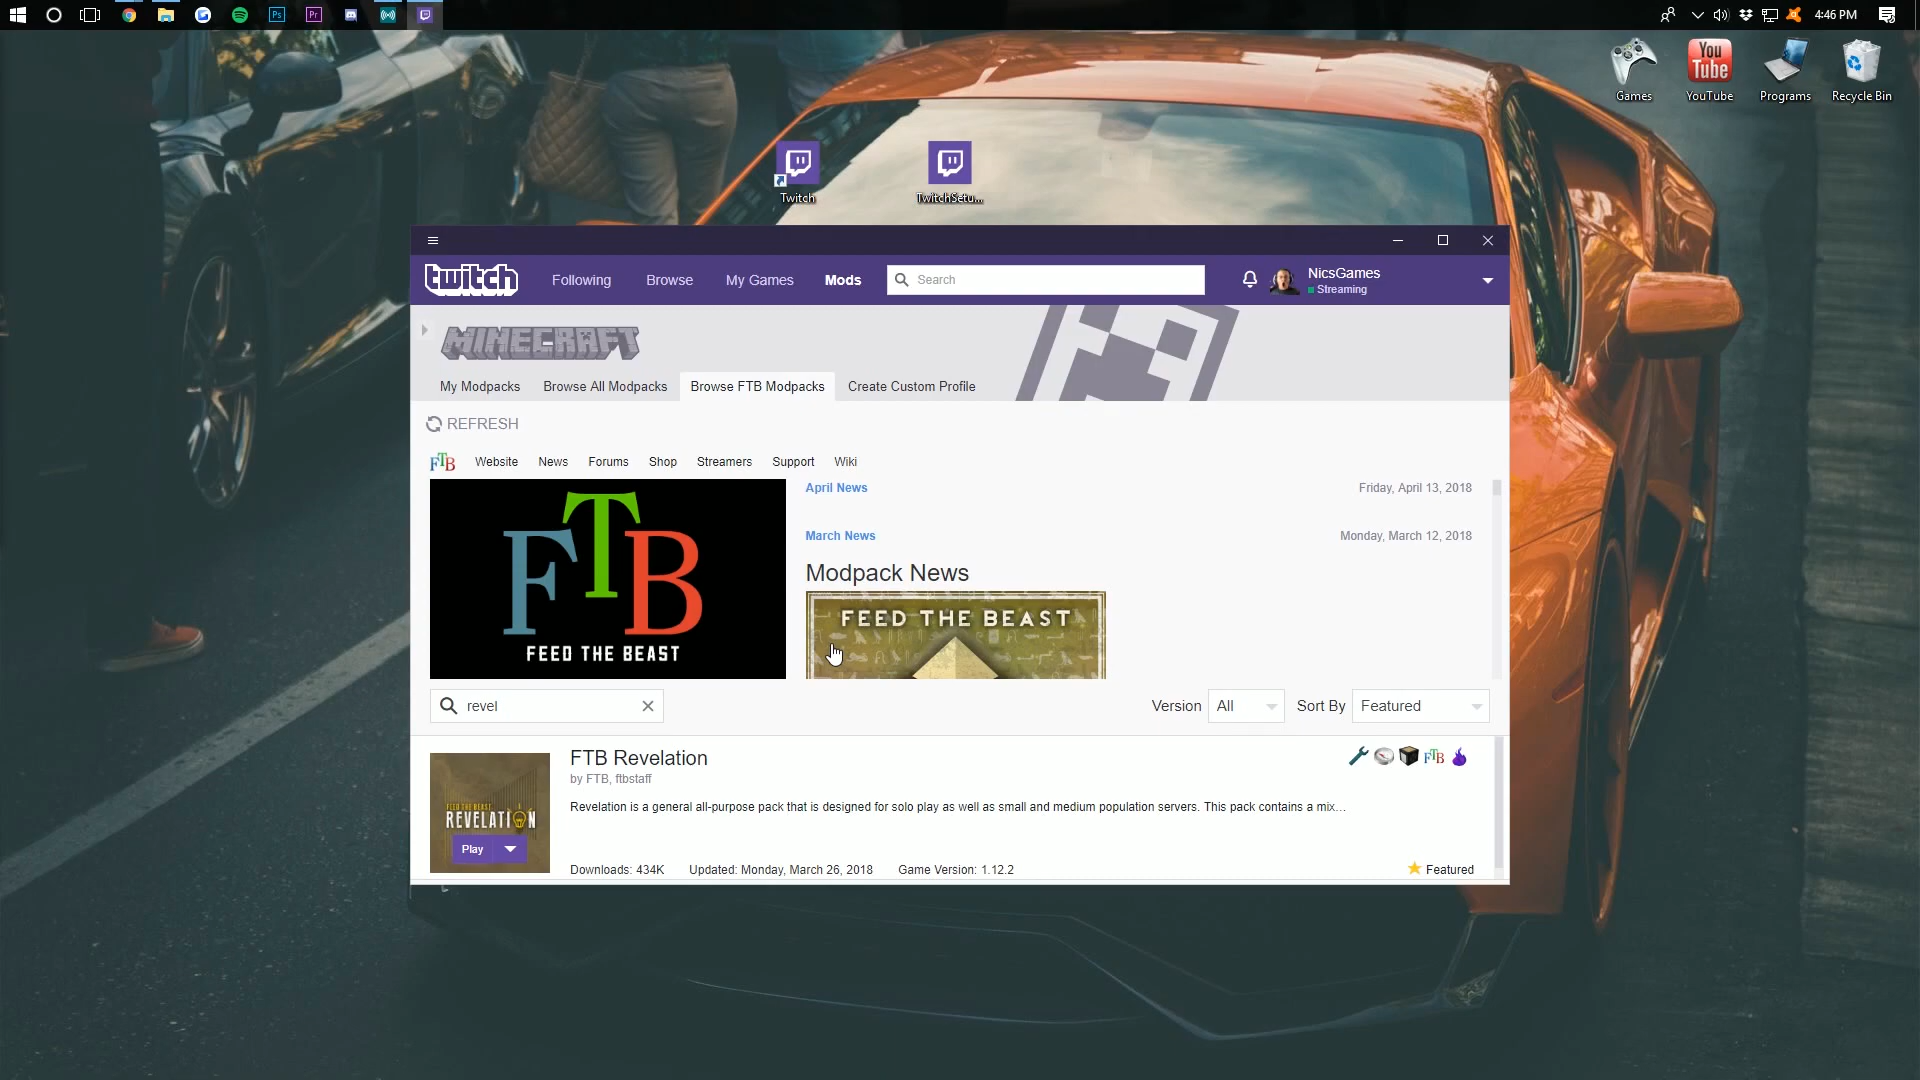 4:46 PM
Games
YouTube
Programs
Recycle Bin
Twitch
TwitchSetu...
twitch
Following
Browse
My Games
Mods
Search
NicsGames
Streaming
MINECRAFT
My Modpacks
Browse All Modpacks
Browse FTB Modpacks
Create Custom Profile
REFRESH
FTB
Website
News
Forums
Shop
Streamers
Support
Wiki
FTB
FEED THE BEAST
April News
Friday, April 13, 2018
March News
Monday, March 12, 2018
Modpack News
FEED THE BEAST
revel
Version
All
Sort By
Featured
FEED THE BEAST
REVELATION
Play
FTB Revelation
by FTB, ftbstaff
Revelation is a general all-purpose pack that is designed for solo play as well as small and medium population servers. This pack contains a mix...
Downloads: 434K
Updated: Monday, March 26, 2018
Game Version: 1.12.2
FTB
Featured